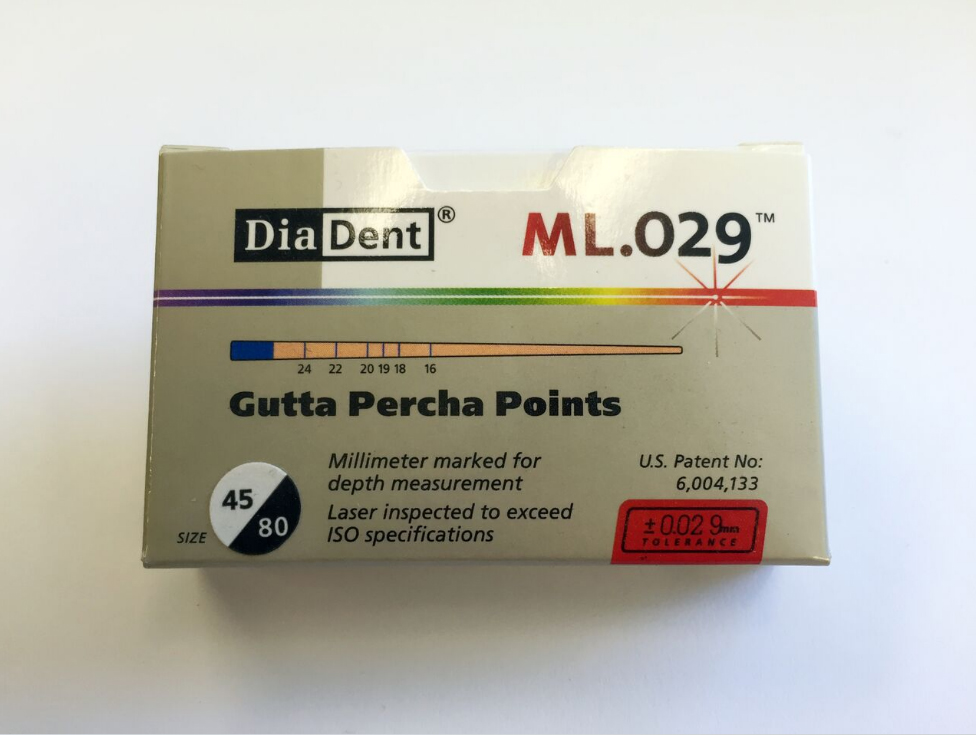 DiaDent®
ML.029™
24 22 20 19 18 16
Gutta Percha Points
Millimeter marked for
depth measurement
Laser inspected to exceed
ISO specifications
U.S. Patent No:
6,004,133
SIZE
45
80
±0.029mm
TOLERANCE